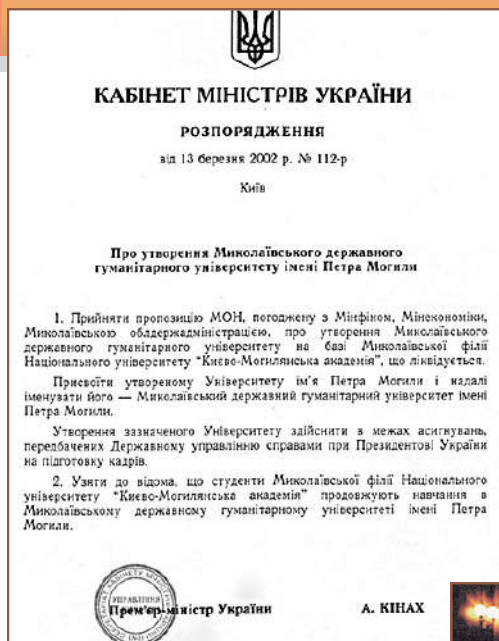 КАБІНЕТ МІНІСТРІВ УКРАЇНИ
РОЗПОРЯДЖЕННЯ
від 13 березня 2002 р. № 112-р
Київ
Про утворення Миколаївського державного
гуманітарного університету імені Петра Могили
1. Прийняти пропозицію МОН, погоджену з Мінфіном, Мінекономіки,
Миколаївською облдержадміністрацією, про утворення Миколаївського
державного гуманітарного університету на базі Миколаївської філії
Національного університету "Києво-Могилянська академія", що ліквідується.
Присвоїти утвореному Університету ім'я Петра Могили і надалі
іменувати його — Миколаївський державний гуманітарний університет імені
Петра Могили.
Утворення зазначеного Університету здійснити в межах асигнувань,
передбачених Державному управлінню справами при Президентові України
на підготовку кадрів.
2. Узяти до відома, що студенти Миколаївської філії Національного
університету "Києво-Могилянська академія" продовжують навчання в
Миколаївському державному гуманітарному університеті імені Петра
Могили.
УПРАВЛІННЯ
Прем'єр-міністр України А. КІНАХ